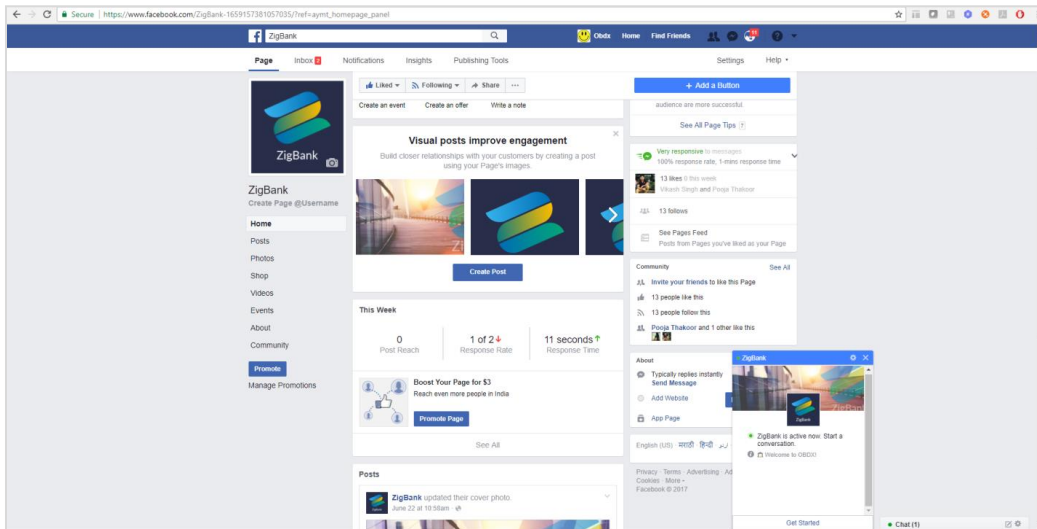 Secure | https://www.facebook.com/ZigBank-1659157381057035/?ref=aymt_homepage_panel
ZigBank
Obdx Home Find Friends
Page Inbox 2 Notifications Insights Publishing Tools Settings Help
Liked Following Share ...
+ Add a Button
ZigBank
ZigBank
Create Page @Username
Home
Posts
Photos
Shop
Videos
Events
About
Community
Promote
Manage Promotions
Create an event Create an offer Write a note
Visual posts improve engagement
Build closer relationships with your customers by creating a post
using your Page's images.
Create Post
This Week
0
Post Reach
1 of 2
Response Rate
11 seconds
Response Time
Boost Your Page for $3
Reach even more people in India
Promote Page
See All
Posts
ZigBank updated their cover photo.
June 22 at 10:58am
audience are more successful.
See All Page Tips ?
Very responsive to messages
100% response rate, 1-mins response time
13 likes 0 this week
Vikash Singh and Pooja Thakoor
13 follows
See Pages Feed
Posts from Pages you've liked as your Page
Community See All
Invite your friends to like this Page
13 people like this
13 people follow this
Pooja Thakoor and 1 other like this
About
Typically replies instantly
Send Message
Add Website
App Page
English (US) · मराठी · हिन्दी · اردو
Privacy · Terms · Advertising · Ad
Cookies · More
Facebook © 2017
ZigBank
ZigBank
ZigBank is active now. Start a
conversation.
Welcome to OBDX!
Get Started
Chat (1)